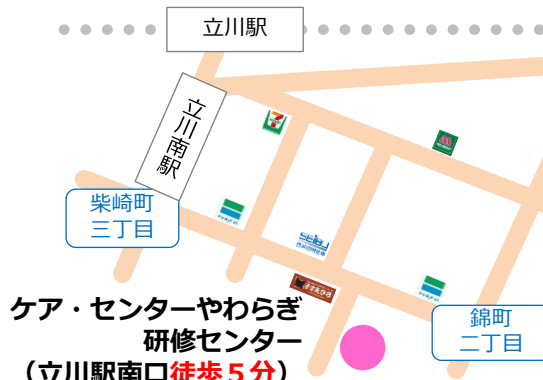 立川駅
立川南駅
柴崎町
三丁目
SEIBU
錦町
二丁目
ケア・センターやわらぎ
研修センター
（立川駅南口徒歩５分）